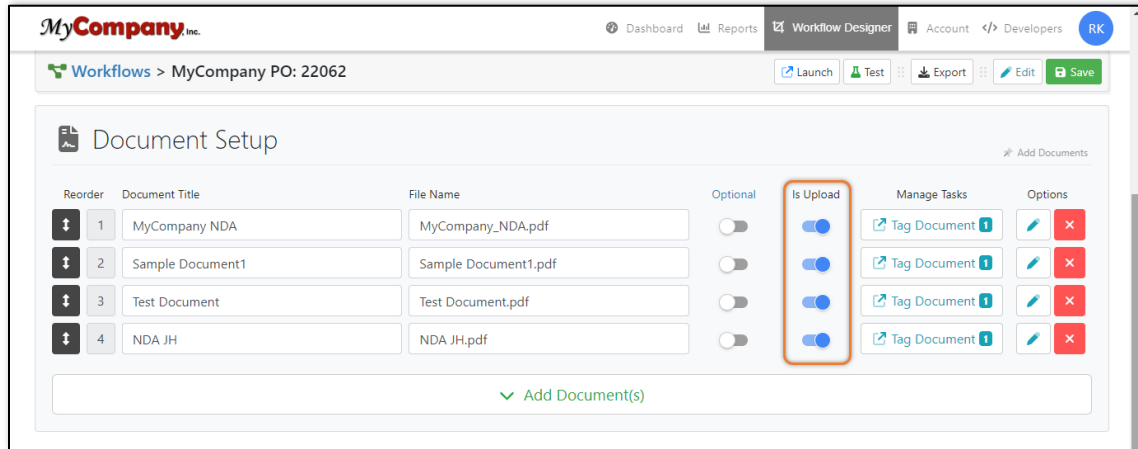 MyCompany, Inc.
Dashboard Reports Workflow Designer Account Developers RK
Workflows > MyCompany PO: 22062 Launch Test Export Edit Save
Document Setup
Add Documents
Reorder Document Title File Name Optional Is Upload Manage Tasks Options
1 MyCompany NDA MyCompany_NDA.pdf Tag Document 1
2 Sample Document1 Sample Document1.pdf Tag Document 1
3 Test Document Test Document.pdf Tag Document 1
4 NDA JH NDA JH.pdf Tag Document 1
Add Document(s)